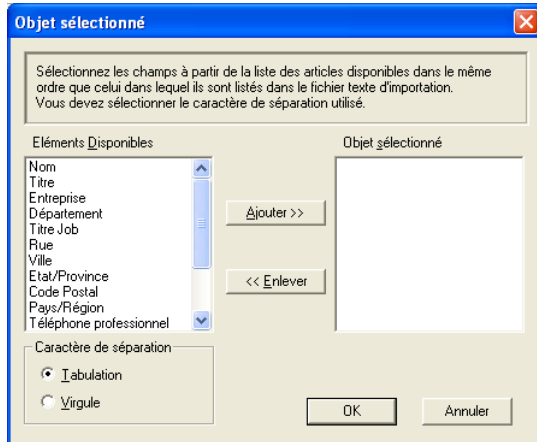 Objet sélectionné
Sélectionnez les champs à partir de la liste des articles disponibles dans le même
ordre que celui dans lequel ils sont listés dans le fichier texte d'importation.
Vous devez sélectionner le caractère de séparation utilisé.
Eléments Disponibles
Objet sélectionné
Nom
Titre
Entreprise
Département
Titre Job
Rue
Ville
Etat/Province
Code Postal
Pays/Région
Téléphone professionnel
Ajouter >>
<< Enlever
Caractère de séparation
Tabulation
Virgule
OK
Annuler